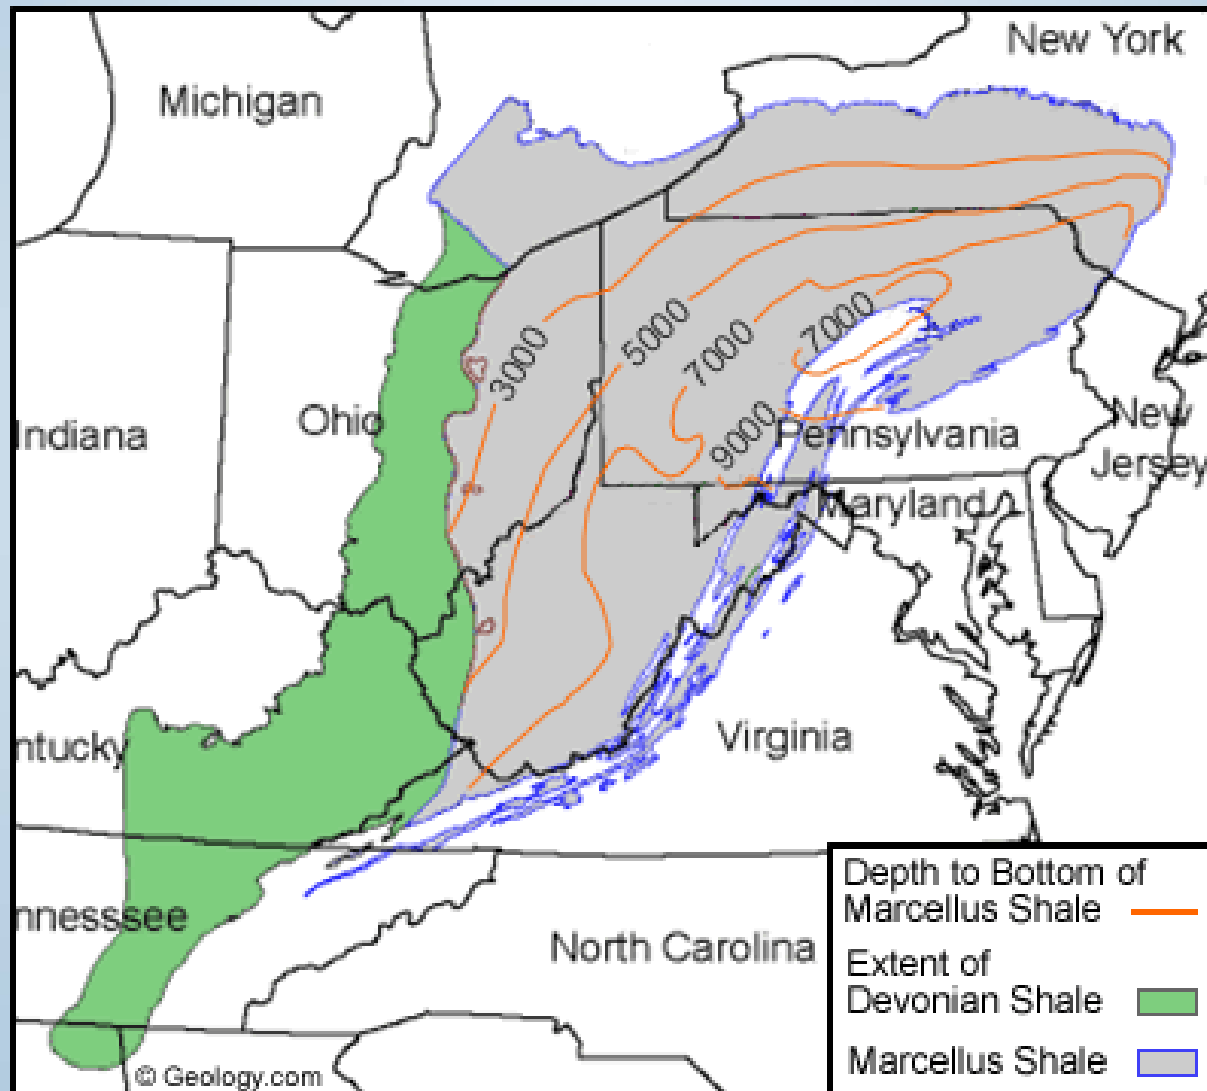 New York
Michigan
3000
5000
7000
7000
Indiana
Ohio
9000
Pennsylvania
New
Jersey
Maryland
ntucky
Virginia
nnesssee
North Carolina
Depth to Bottom of
Marcellus Shale
Extent of
Devonian Shale
Marcellus Shale
© Geology.com